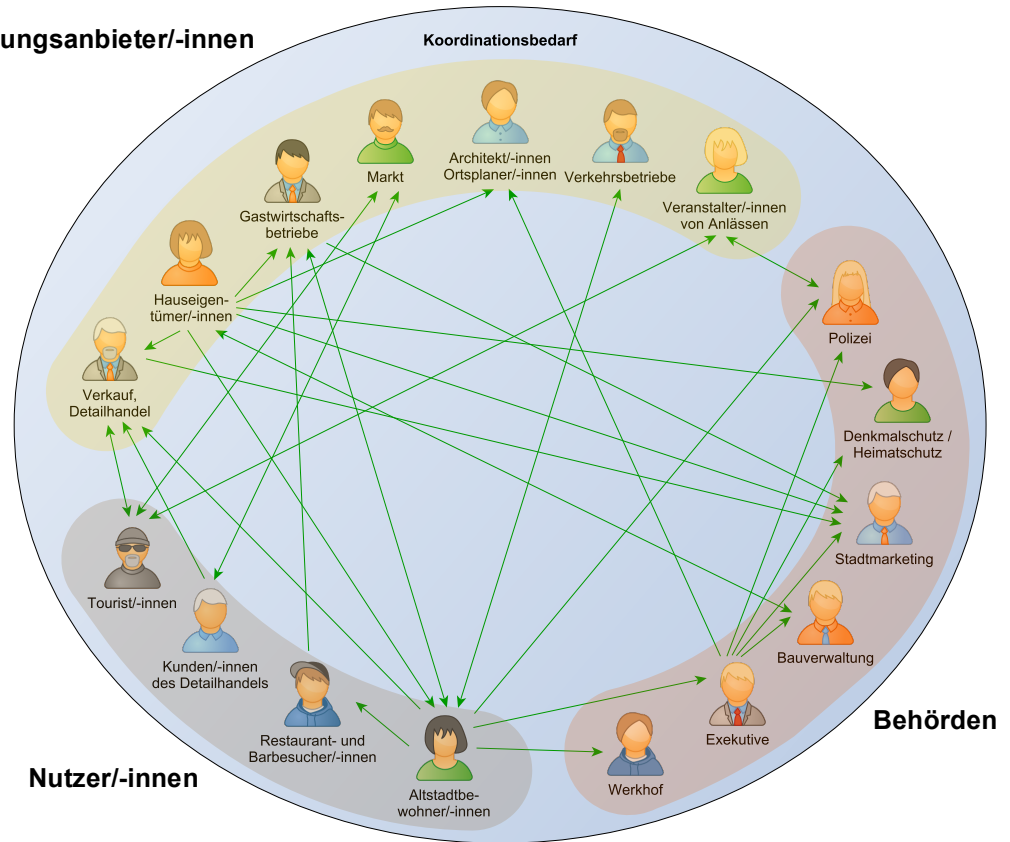 ungsanbieter/-innen
Koordinationsbedarf
Markt
Architekt/-innen
Ortsplaner/-innen
Verkehrsbetriebe
Veranstalter/-innen
von Anlässen
Gastwirtschafts-
betriebe
Hauseigen-
tümer/-innen
Verkauf,
Detailhandel
Polizei
Denkmalschutz /
Heimatschutz
Stadtmarketing
Bauverwaltung
Exekutive
Werkhof
Behörden
Tourist/-innen
Kunden/-innen
des Detailhandels
Restaurant- und
Barbesucher/-innen
Altstadtbe-
wohner/-innen
Nutzer/-innen